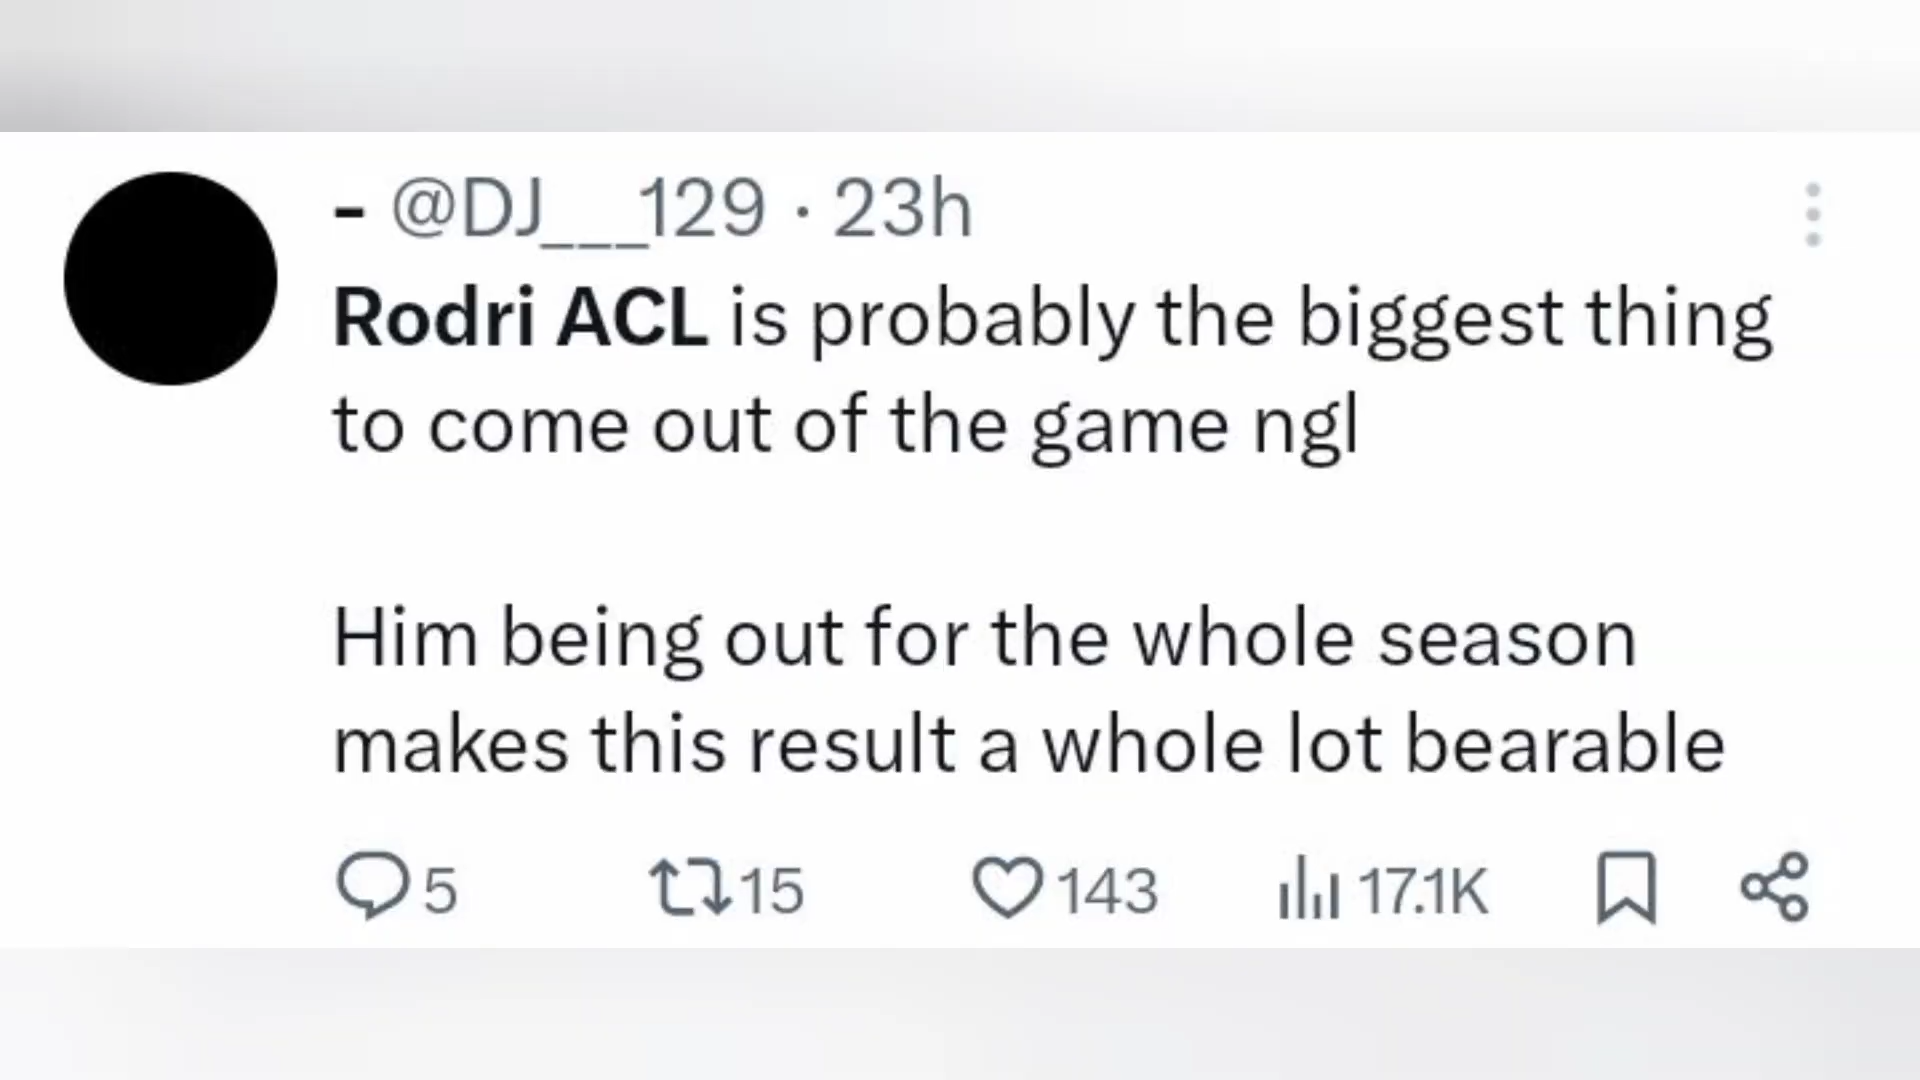 - @DJ___129 · 23h
Rodri ACL is probably the biggest thing
to come out of the game ngl
Him being out for the whole season
makes this result a whole lot bearable
5 15 143 17.1K